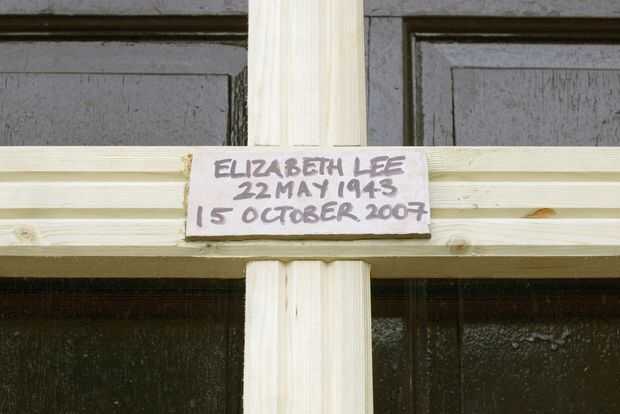 ELIZABETH LEE
22 MAY 1943
15 OCTOBER 2007